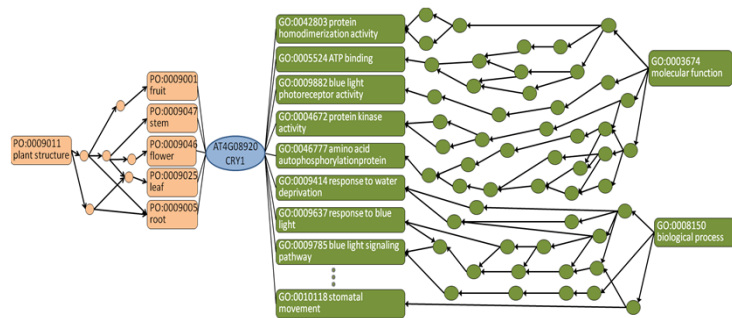 GO:0042803 protein
homodimerization activity
GO:0005524 ATP binding
GO:0009882 blue light
photoreceptor activity
GO:0004672 protein kinase
activity
GO:0046777 amino acid
autophosphorylationprotein
GO:0009414 response to water
deprivation
GO:0009637 response to blue
light
GO:0009785 blue light signaling
pathway
GO:0010118 stomatal
movement
GO:0003674
molecular function
GO:0008150
biological process
AT4G08920
CRY1
PO:0009001
fruit
PO:0009047
stem
PO:0009046
flower
PO:0009025
leaf
PO:0009005
root
PO:0009011
plant structure